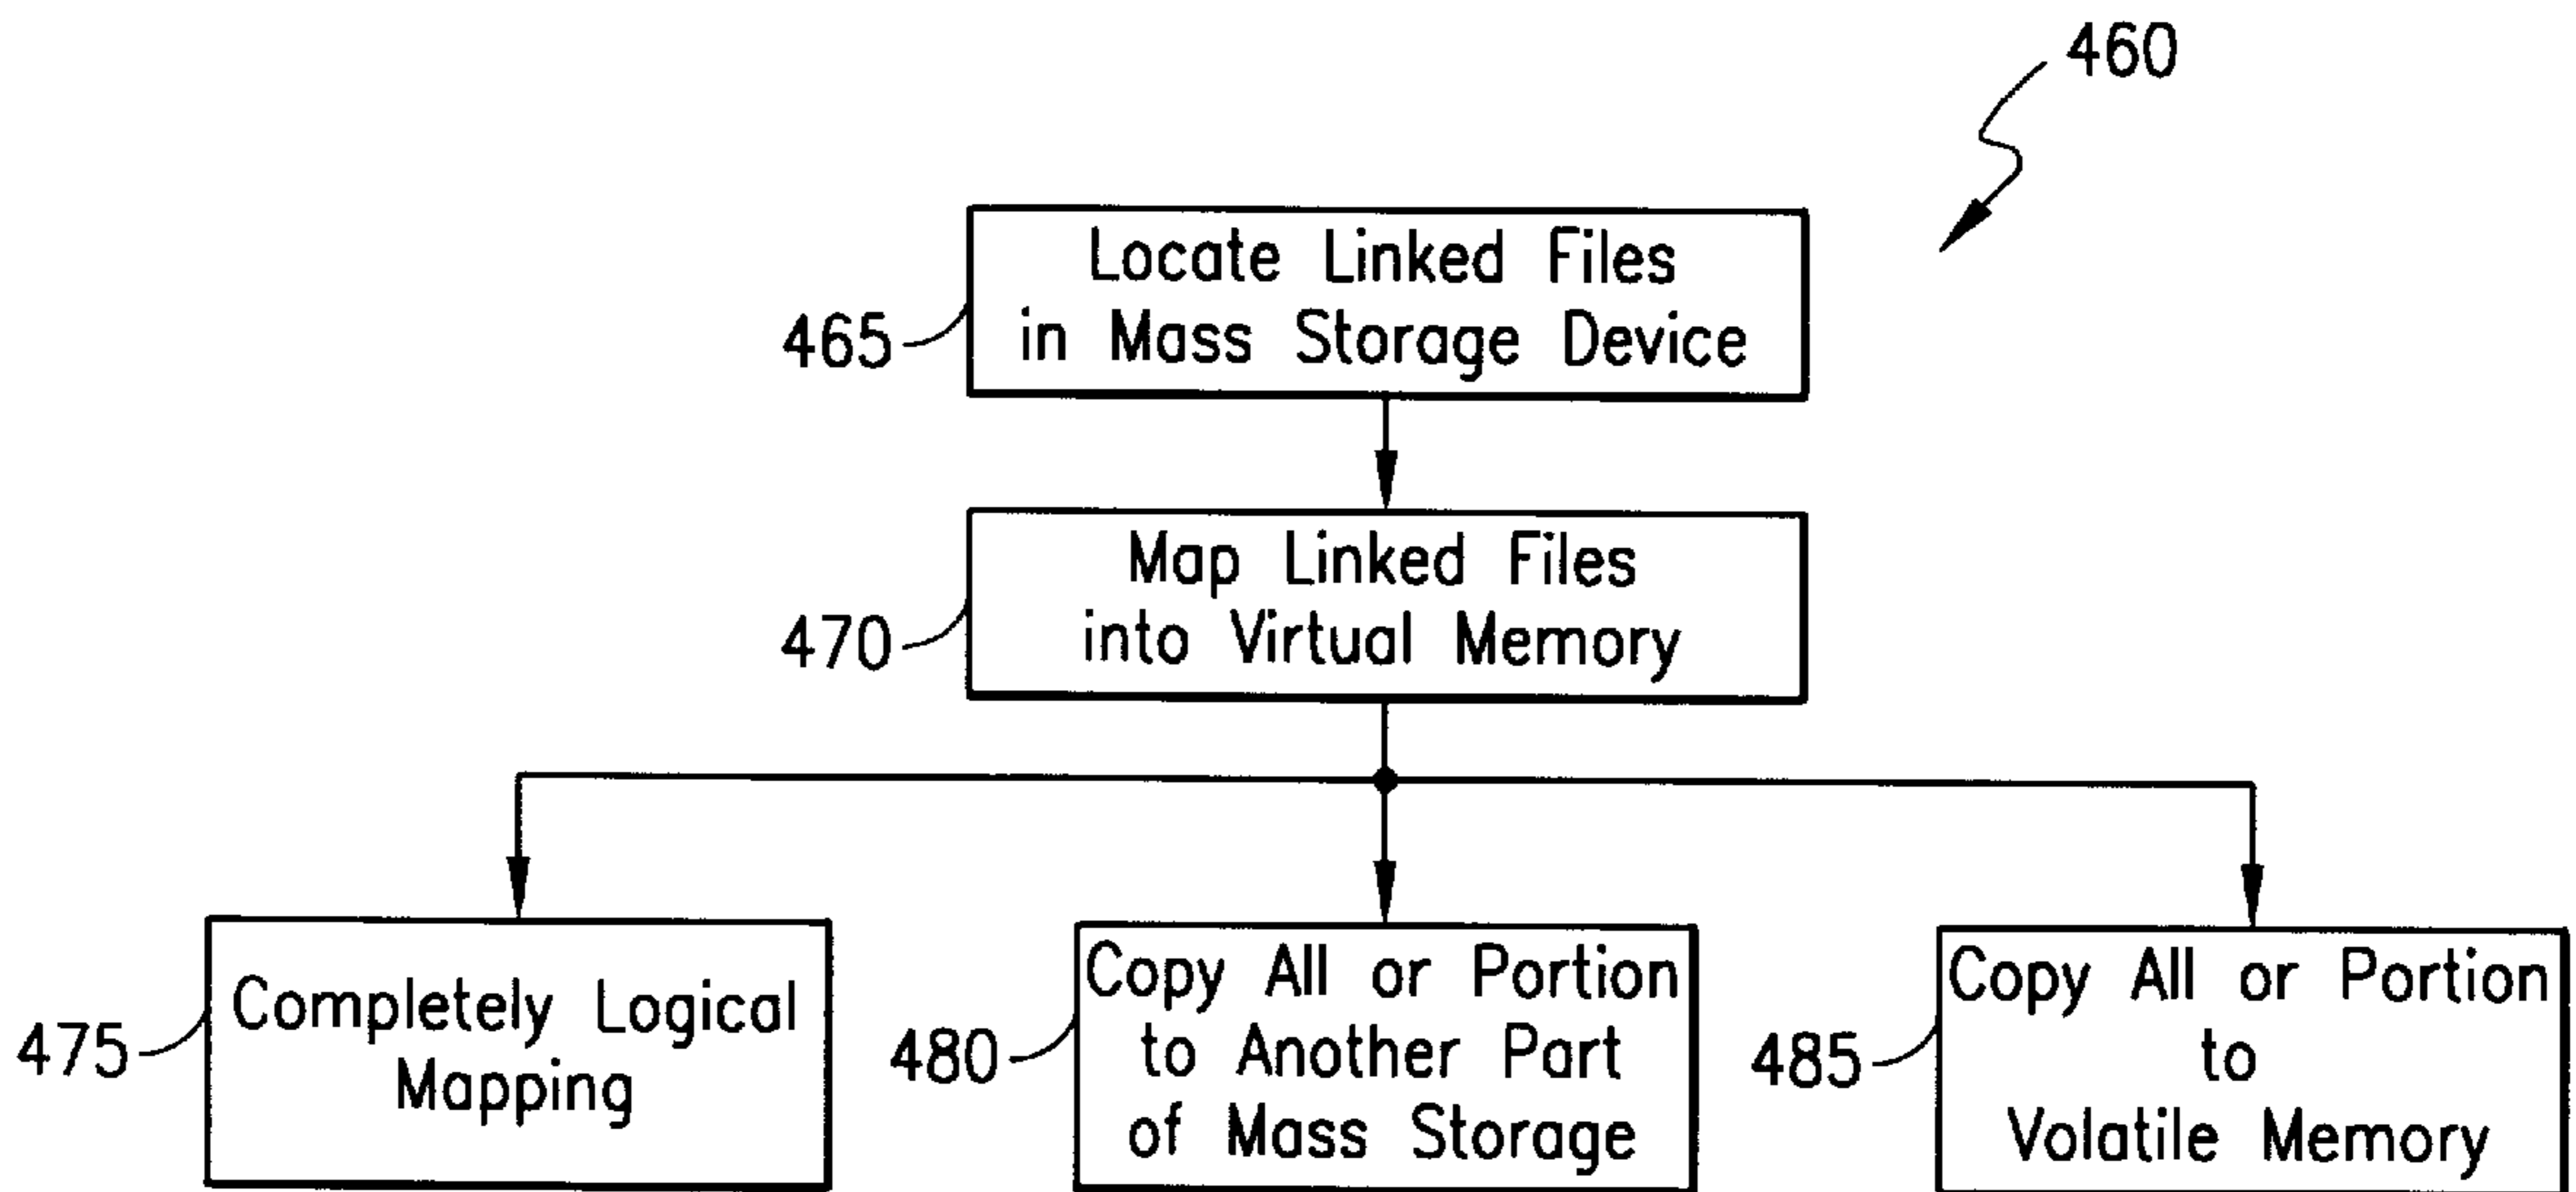 460
Locate Linked Files
in Mass Storage Device
465
Map Linked Files
into Virtual Memory
470
Completely Logical
Mapping
475
Copy All or Portion
to Another Part
of Mass Storage
480
Copy All or Portion
to
Volatile Memory
485